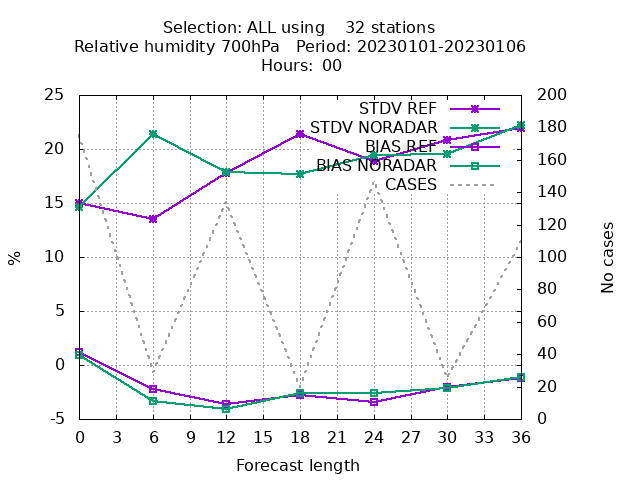 Selection: ALL using    32 stations
Relative humidity 700hPa   Period: 20230101-20230106
Hours: 00
25
20
15
10
5
0
-5
%
200
180
160
140
120
100
80
60
40
20
0
No cases
STDV REF
STDV NORADAR
BIAS REF
BIAS NORADAR
CASES
0 3 6 9 12 15 18 21 24 27 30 33 36
Forecast length